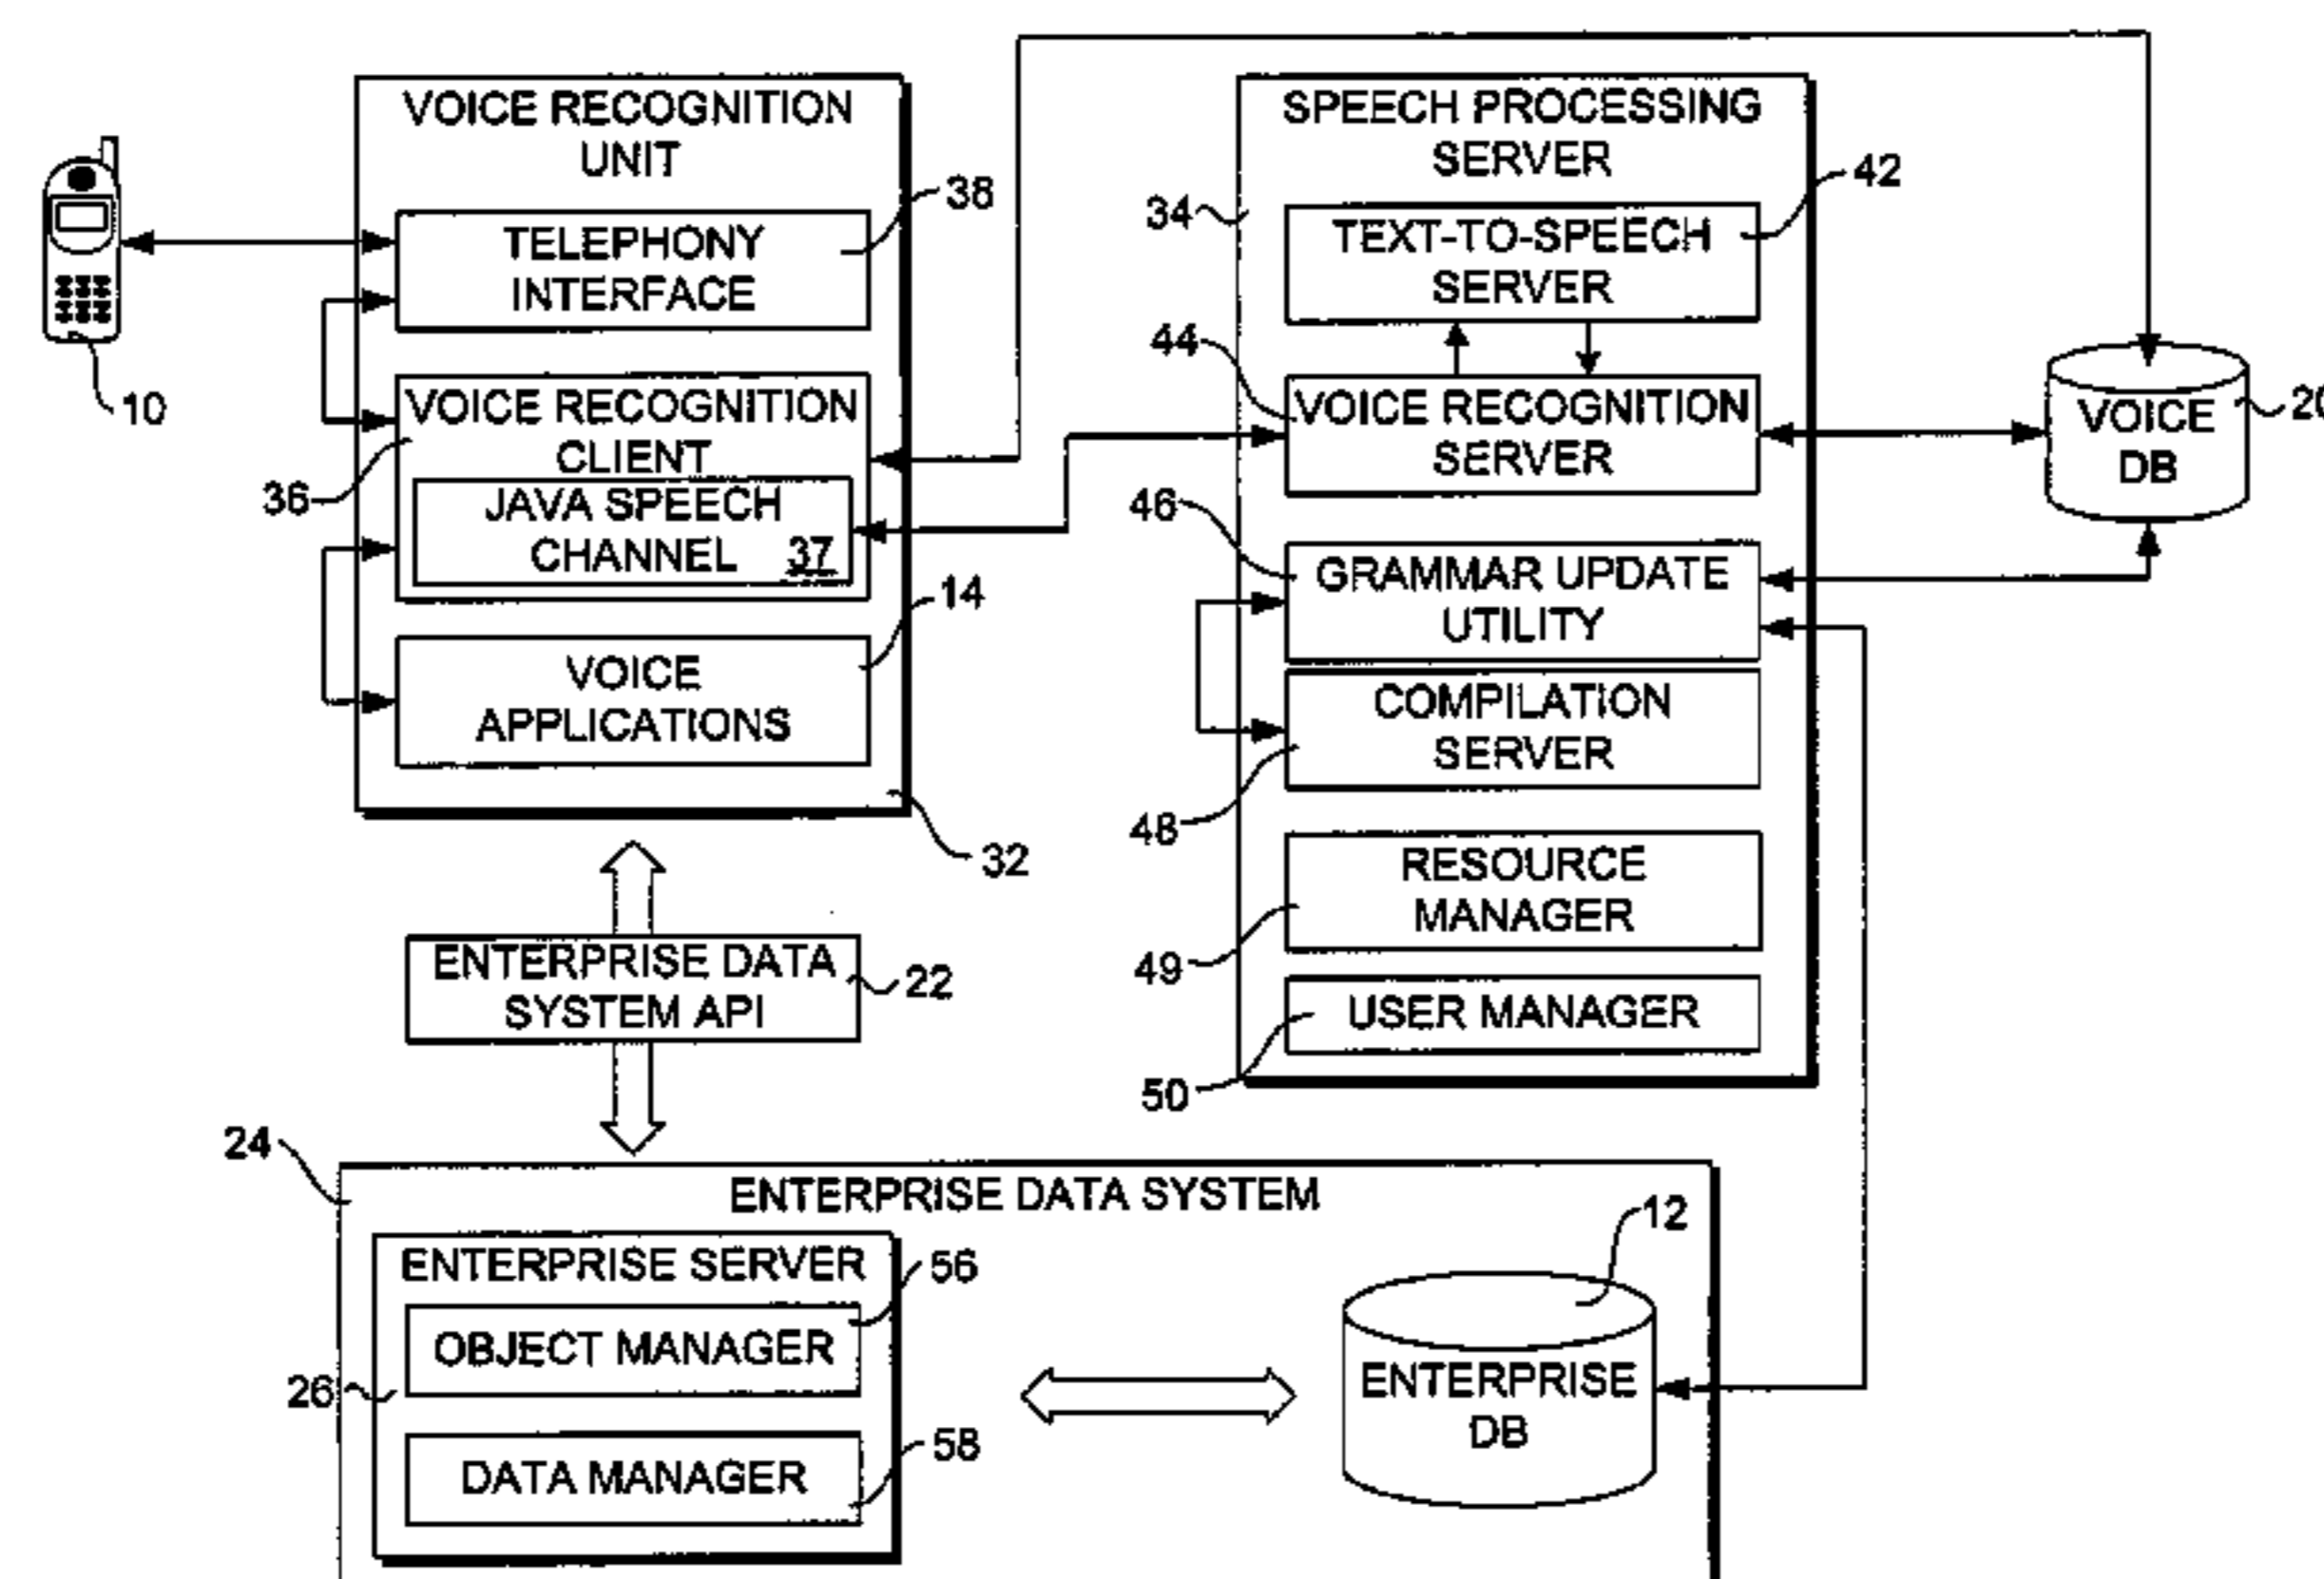 VOICE RECOGNITION
UNIT
TELEPHONY
INTERFACE
38
10
VOICE RECOGNITION
CLIENT
36
JAVA SPEECH
CHANNEL 37
14
VOICE
APPLICATIONS
32
SPEECH PROCESSING
SERVER
34
42
TEXT-TO-SPEECH
SERVER
44
VOICE RECOGNITION
SERVER
VOICE
DB
20
46
GRAMMAR UPDATE
UTILITY
COMPILATION
SERVER
48
RESOURCE
MANAGER
49
USER MANAGER
50
ENTERPRISE DATA
SYSTEM API
22
24
ENTERPRISE DATA SYSTEM
ENTERPRISE SERVER
56
OBJECT MANAGER
26
58
DATA MANAGER
12
ENTERPRISE
DB